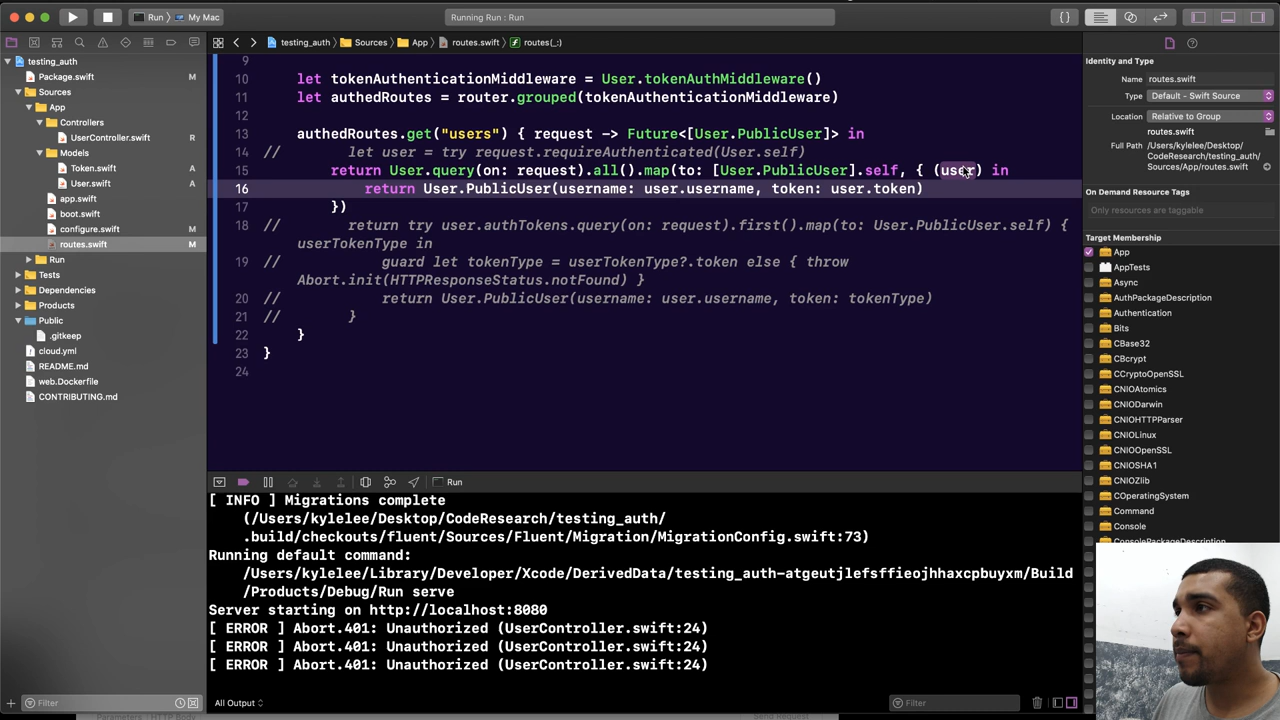 Run
My Mac
Running Run : Run
testing_auth
Sources
App
routes.swift
routes(_:)
testing_auth
Package.swift
M
Sources
App
Controllers
UserController.swift
R
Models
Token.swift
A
User.swift
A
app.swift
boot.swift
configure.swift
M
routes.swift
M
Run
Tests
Dependencies
Products
Public
.gitkeep
cloud.yml
README.md
web.Dockerfile
CONTRIBUTING.md
Filter
9
10 let tokenAuthenticationMiddleware = User.tokenAuthMiddleware()
11 let authedRoutes = router.grouped(tokenAuthenticationMiddleware)
12
13 authedRoutes.get("users") { request -> Future<[User.PublicUser]> in
14 // let user = try request.requireAuthenticated(User.self)
15 return User.query(on: request).all().map(to: [User.PublicUser].self, { (user) in
16 return User.PublicUser(username: user.username, token: user.token)
17 })
18 // return try user.authTokens.query(on: request).first().map(to: User.PublicUser.self) {
userTokenType in
19 // guard let tokenType = userTokenType?.token else { throw
Abort.init(HTTPResponseStatus.notFound) }
20 // return User.PublicUser(username: user.username, token: tokenType)
21 // }
22 }
23 }
24
Run
[ INFO ] Migrations complete
(/Users/kylelee/Desktop/CodeResearch/testing_auth/
.build/checkouts/fluent/Sources/Fluent/Migration/MigrationConfig.swift:73)
Running default command:
/Users/kylelee/Library/Developer/Xcode/DerivedData/testing_auth-atgeutjlefsffieojhhaxcpbuyxm/Build
/Products/Debug/Run serve
Server starting on http://localhost:8080
[ ERROR ] Abort.401: Unauthorized (UserController.swift:24)
[ ERROR ] Abort.401: Unauthorized (UserController.swift:24)
[ ERROR ] Abort.401: Unauthorized (UserController.swift:24)
All Output
Filter
Identity and Type
Name routes.swift
Type Default - Swift Source
Location Relative to Group
routes.swift
Full Path /Users/kylelee/Desktop/
CodeResearch/testing_auth/
Sources/App/routes.swift
On Demand Resource Tags
Only resources are taggable
Target Membership
App
AppTests
Async
AuthPackageDescription
Authentication
Bits
CBase32
CBcrypt
CCryptoOpenSSL
CNIOAtomics
CNIODarwin
CNIOHTTPParser
CNIOLinux
CNIOOpenSSL
CNIOSHA1
CNIOZlib
COperatingSystem
Command
Console
ConsolePackageDescription